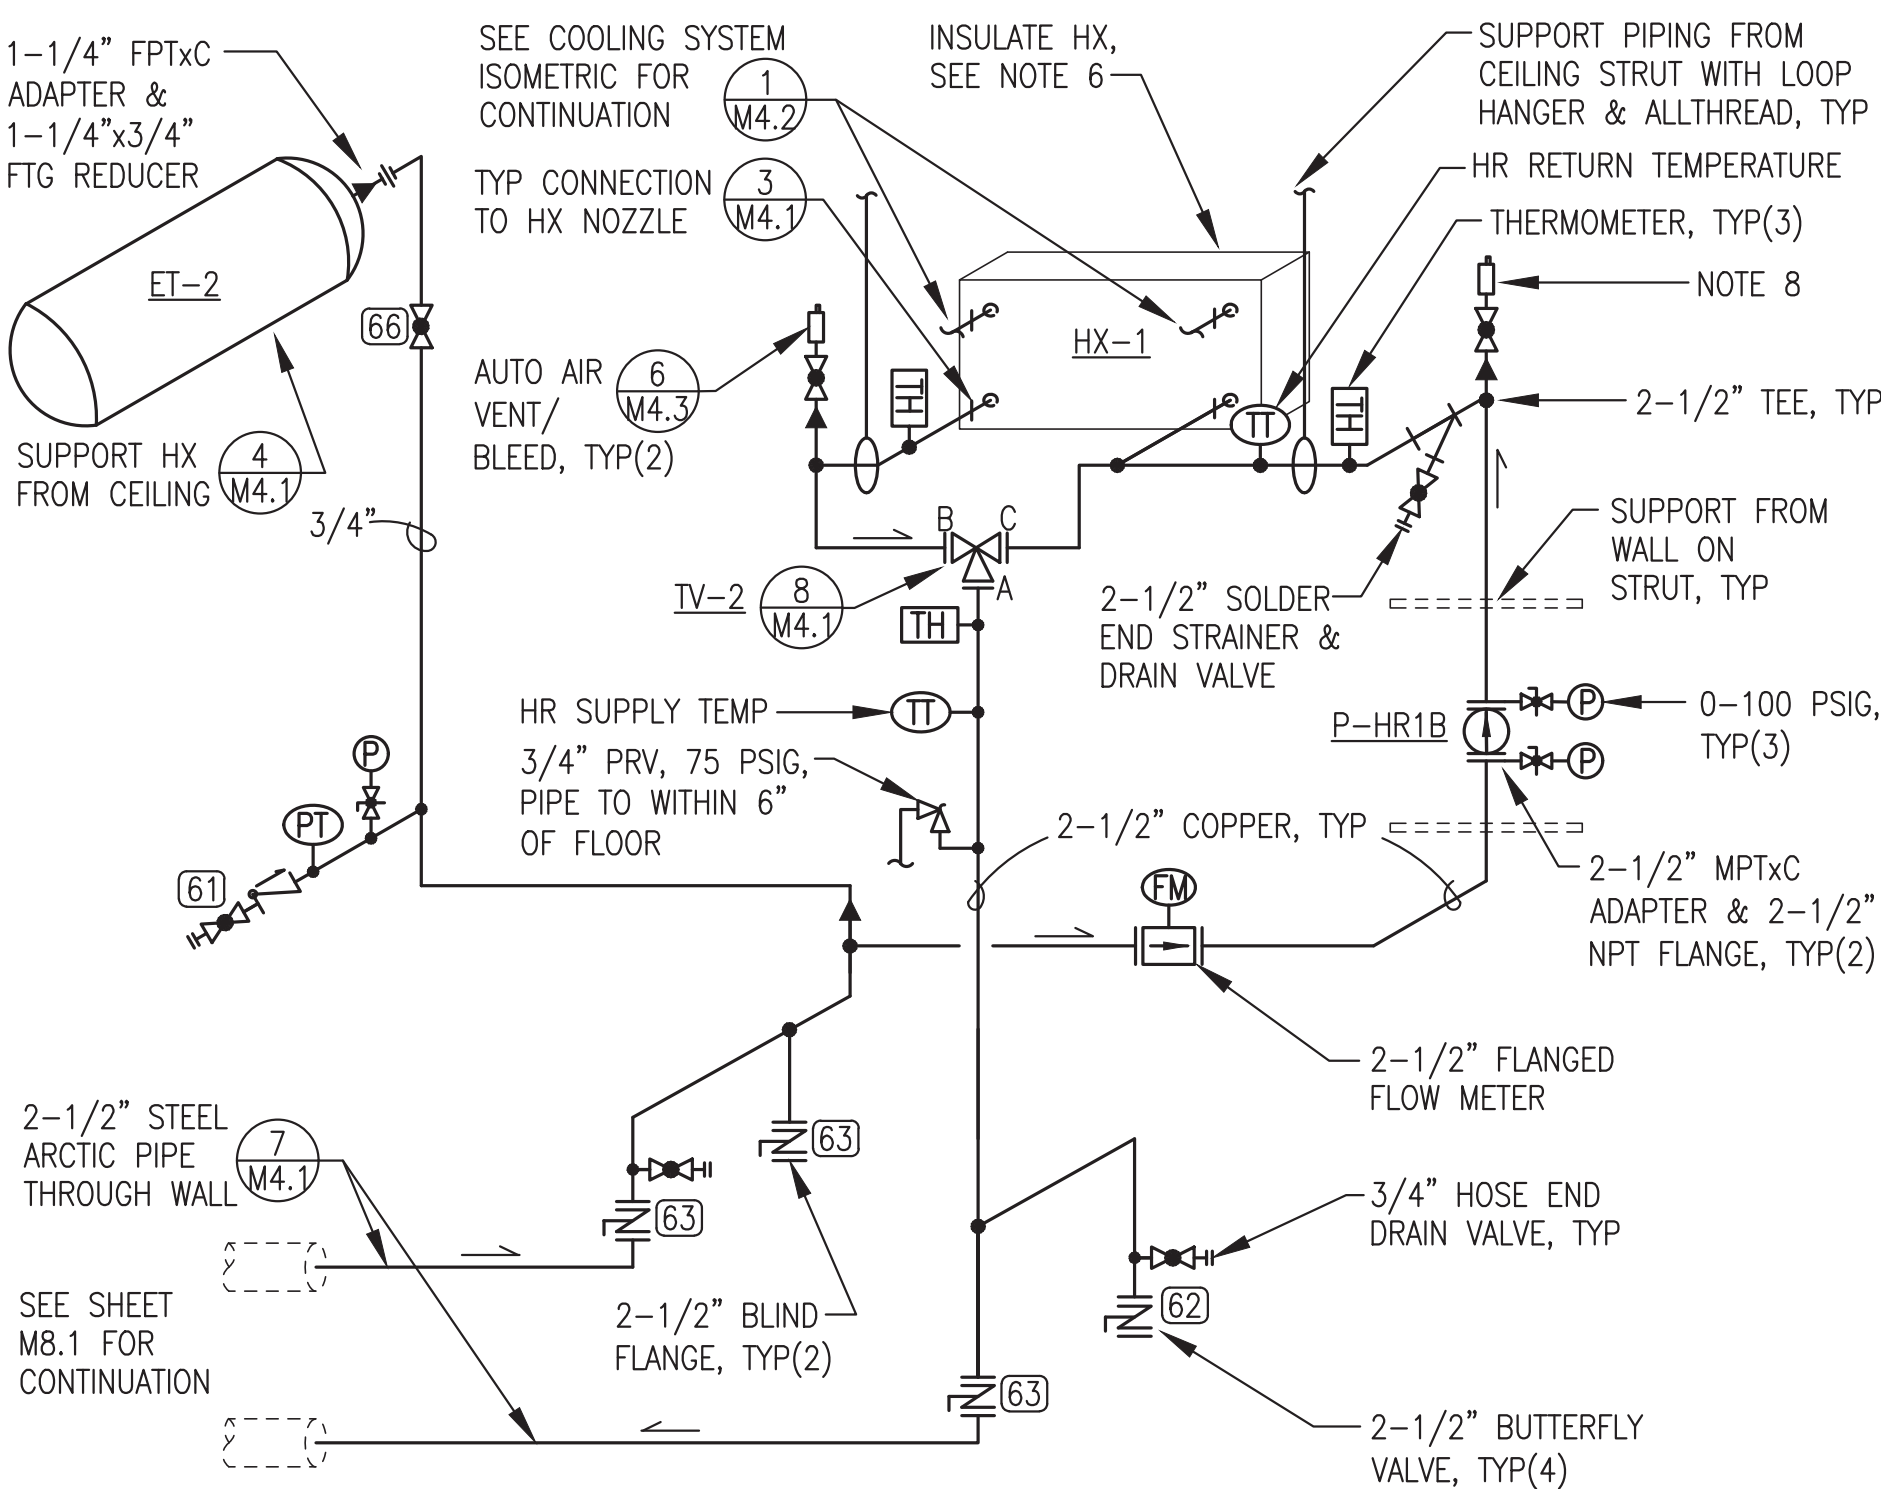 1-1/4" FPTxC
ADAPTER &
1-1/4"x3/4"
FTG REDUCER
SEE COOLING SYSTEM
ISOMETRIC FOR
CONTINUATION
1
M4.2
INSULATE HX,
SEE NOTE 6
SUPPORT PIPING FROM
CEILING STRUT WITH LOOP
HANGER & ALLTHREAD, TYP
TYP CONNECTION
TO HX NOZZLE
3
M4.1
HR RETURN TEMPERATURE
THERMOMETER, TYP(3)
NOTE 8
ET-2
66
HX-1
AUTO AIR
VENT/
BLEED, TYP(2)
6
M4.3
TH
TT
TH
2-1/2" TEE, TYP
SUPPORT HX
FROM CEILING
4
M4.1
3/4"
B
C
A
TV-2
8
M4.1
TH
2-1/2" SOLDER
END STRAINER &
DRAIN VALVE
SUPPORT FROM
WALL ON
STRUT, TYP
HR SUPPLY TEMP
TT
P-HR1B
P
P
0-100 PSIG,
TYP(3)
3/4" PRV, 75 PSIG,
PIPE TO WITHIN 6"
OF FLOOR
P
PT
61
2-1/2" COPPER, TYP
FM
2-1/2" MPTxC
ADAPTER & 2-1/2"
NPT FLANGE, TYP(2)
2-1/2" FLANGED
FLOW METER
2-1/2" STEEL
ARCTIC PIPE
THROUGH WALL
7
M4.1
63
63
3/4" HOSE END
DRAIN VALVE, TYP
62
SEE SHEET
M8.1 FOR
CONTINUATION
2-1/2" BLIND
FLANGE, TYP(2)
63
2-1/2" BUTTERFLY
VALVE, TYP(4)